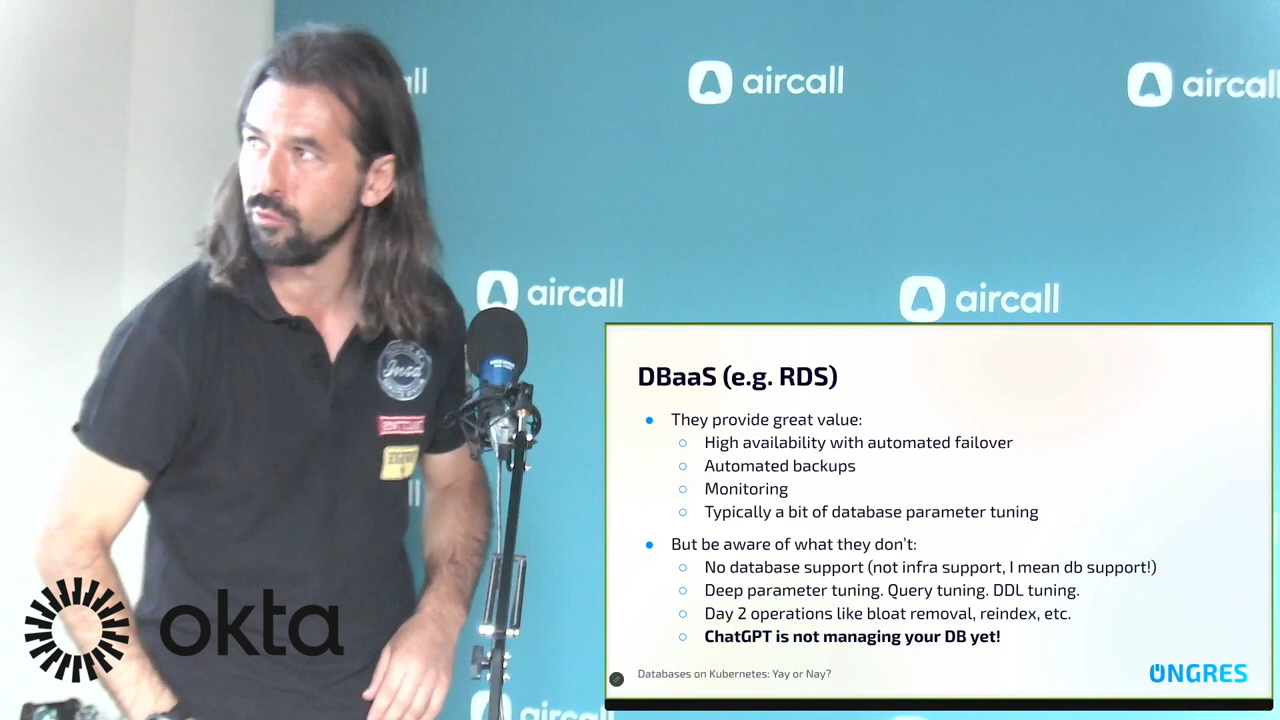 all
aircall
aircall
aircall
aircall
DBaaS (e.g. RDS)
They provide great value:
High availability with automated failover
Automated backups
Monitoring
Typically a bit of database parameter tuning
But be aware of what they don't:
No database support (not infra support, I mean db support!)
Deep parameter tuning. Query tuning. DDL tuning.
Day 2 operations like bloat removal, reindex, etc.
ChatGPT is not managing your DB yet!
Databases on Kubernetes: Yay or Nay?
ONGRES
okta
ll
aircall